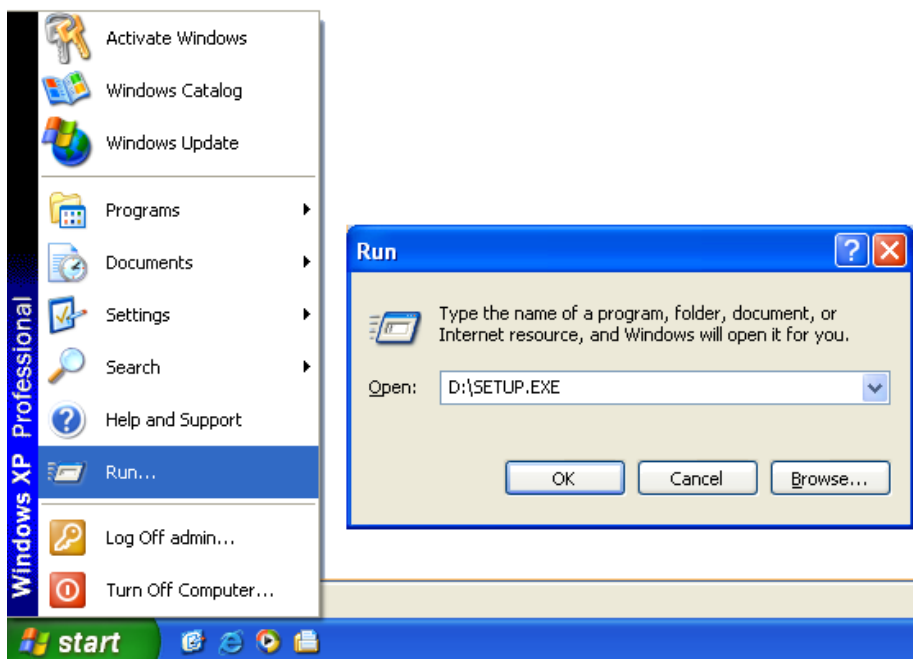 Activate Windows
Windows Catalog
Windows Update
Programs
Documents
Settings
Search
Help and Support
Run...
Log Off admin...
Turn Off Computer...
Windows XP Professional
start
Run
Type the name of a program, folder, document, or
Internet resource, and Windows will open it for you.
Open: D:\SETUP.EXE
OK Cancel Browse...